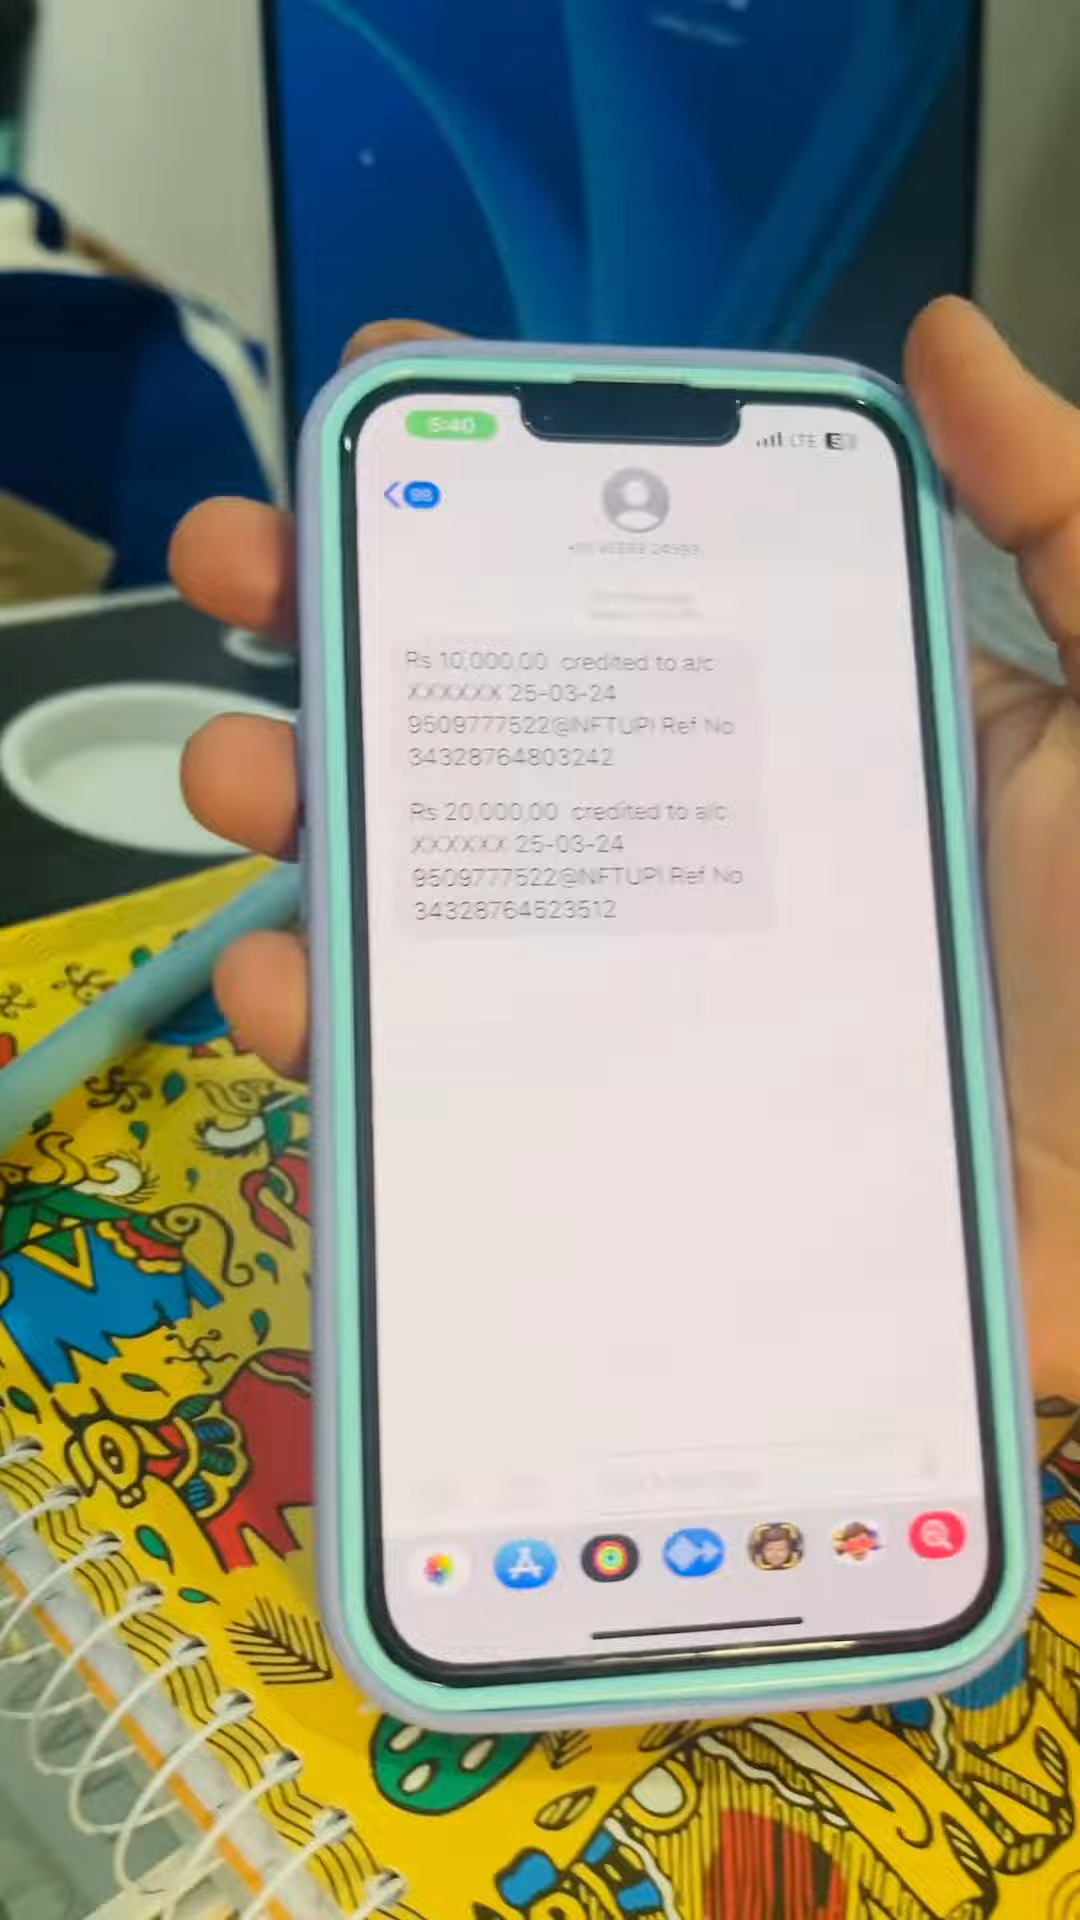 5:40
LTE
98
Rs 10,000.00 credited to a/c
XXXXXX 25-03-24
9509777522@NFTUPI Ref No
34328764803242
Rs 20,000.00 credited to a/c
XXXXXX 25-03-24
9509777522@NFTUPI Ref No
34328764523512